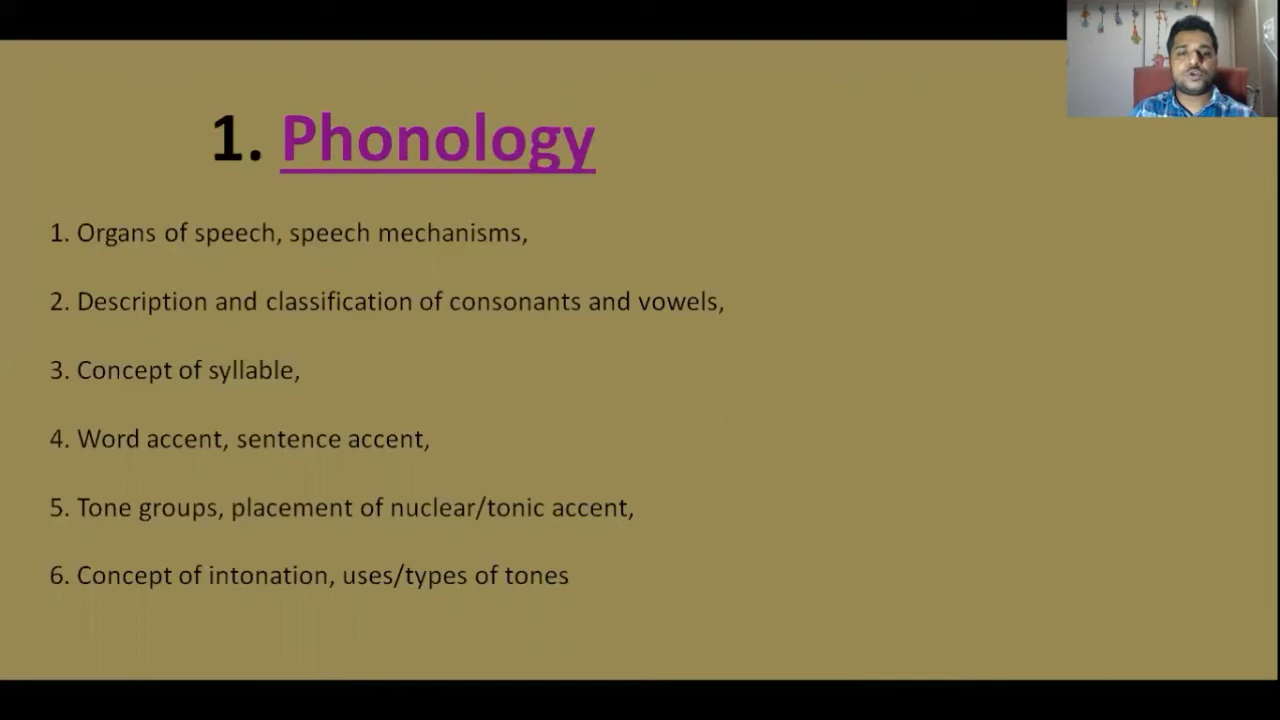 1. Phonology
1. Organs of speech, speech mechanisms,
2. Description and classification of consonants and vowels,
3. Concept of syllable,
4. Word accent, sentence accent,
5. Tone groups, placement of nuclear/tonic accent,
6. Concept of intonation, uses/types of tones